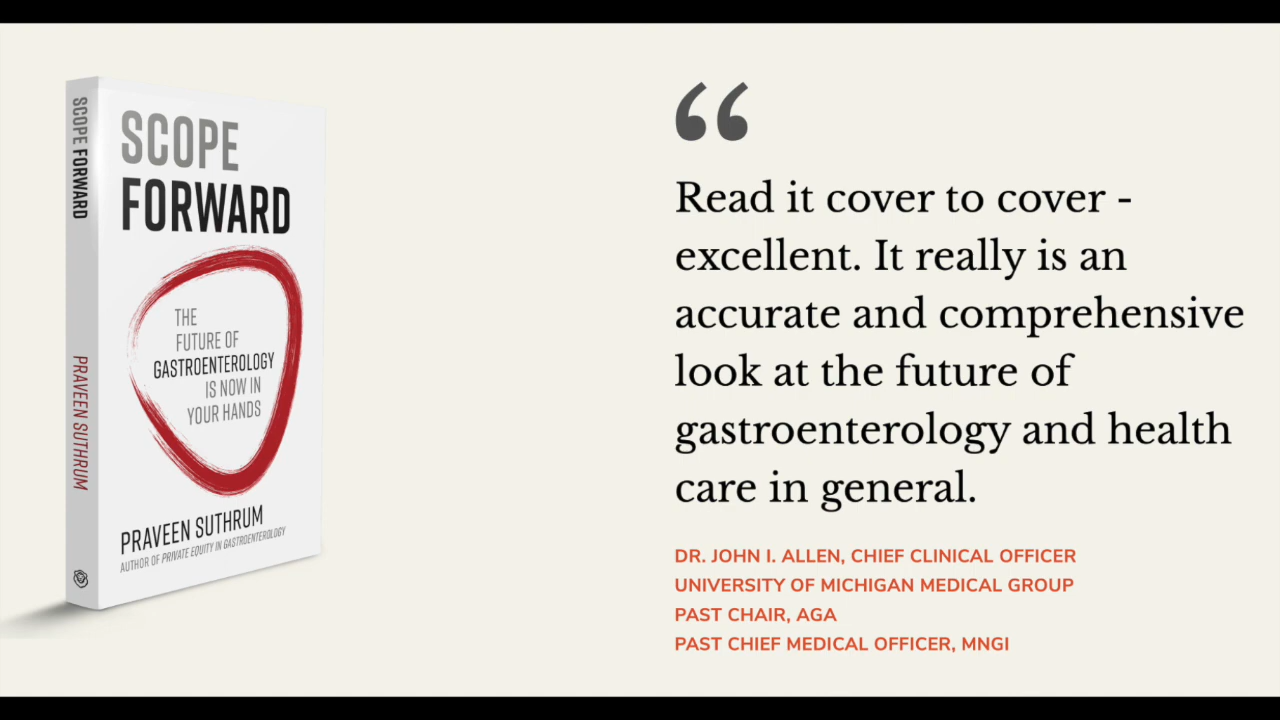 SCOPE FORWARD
PRAVEEN SUTHRUM
SCOPE
FORWARD
THE
FUTURE OF
GASTROENTEROLOGY
IS NOW IN
YOUR HANDS
PRAVEEN SUTHRUM
AUTHOR OF PRIVATE EQUITY IN GASTROENTEROLOGY
“
Read it cover to cover -
excellent. It really is an
accurate and comprehensive
look at the future of
gastroenterology and health
care in general.
DR. JOHN I. ALLEN, CHIEF CLINICAL OFFICER
UNIVERSITY OF MICHIGAN MEDICAL GROUP
PAST CHAIR, AGA
PAST CHIEF MEDICAL OFFICER, MNGI